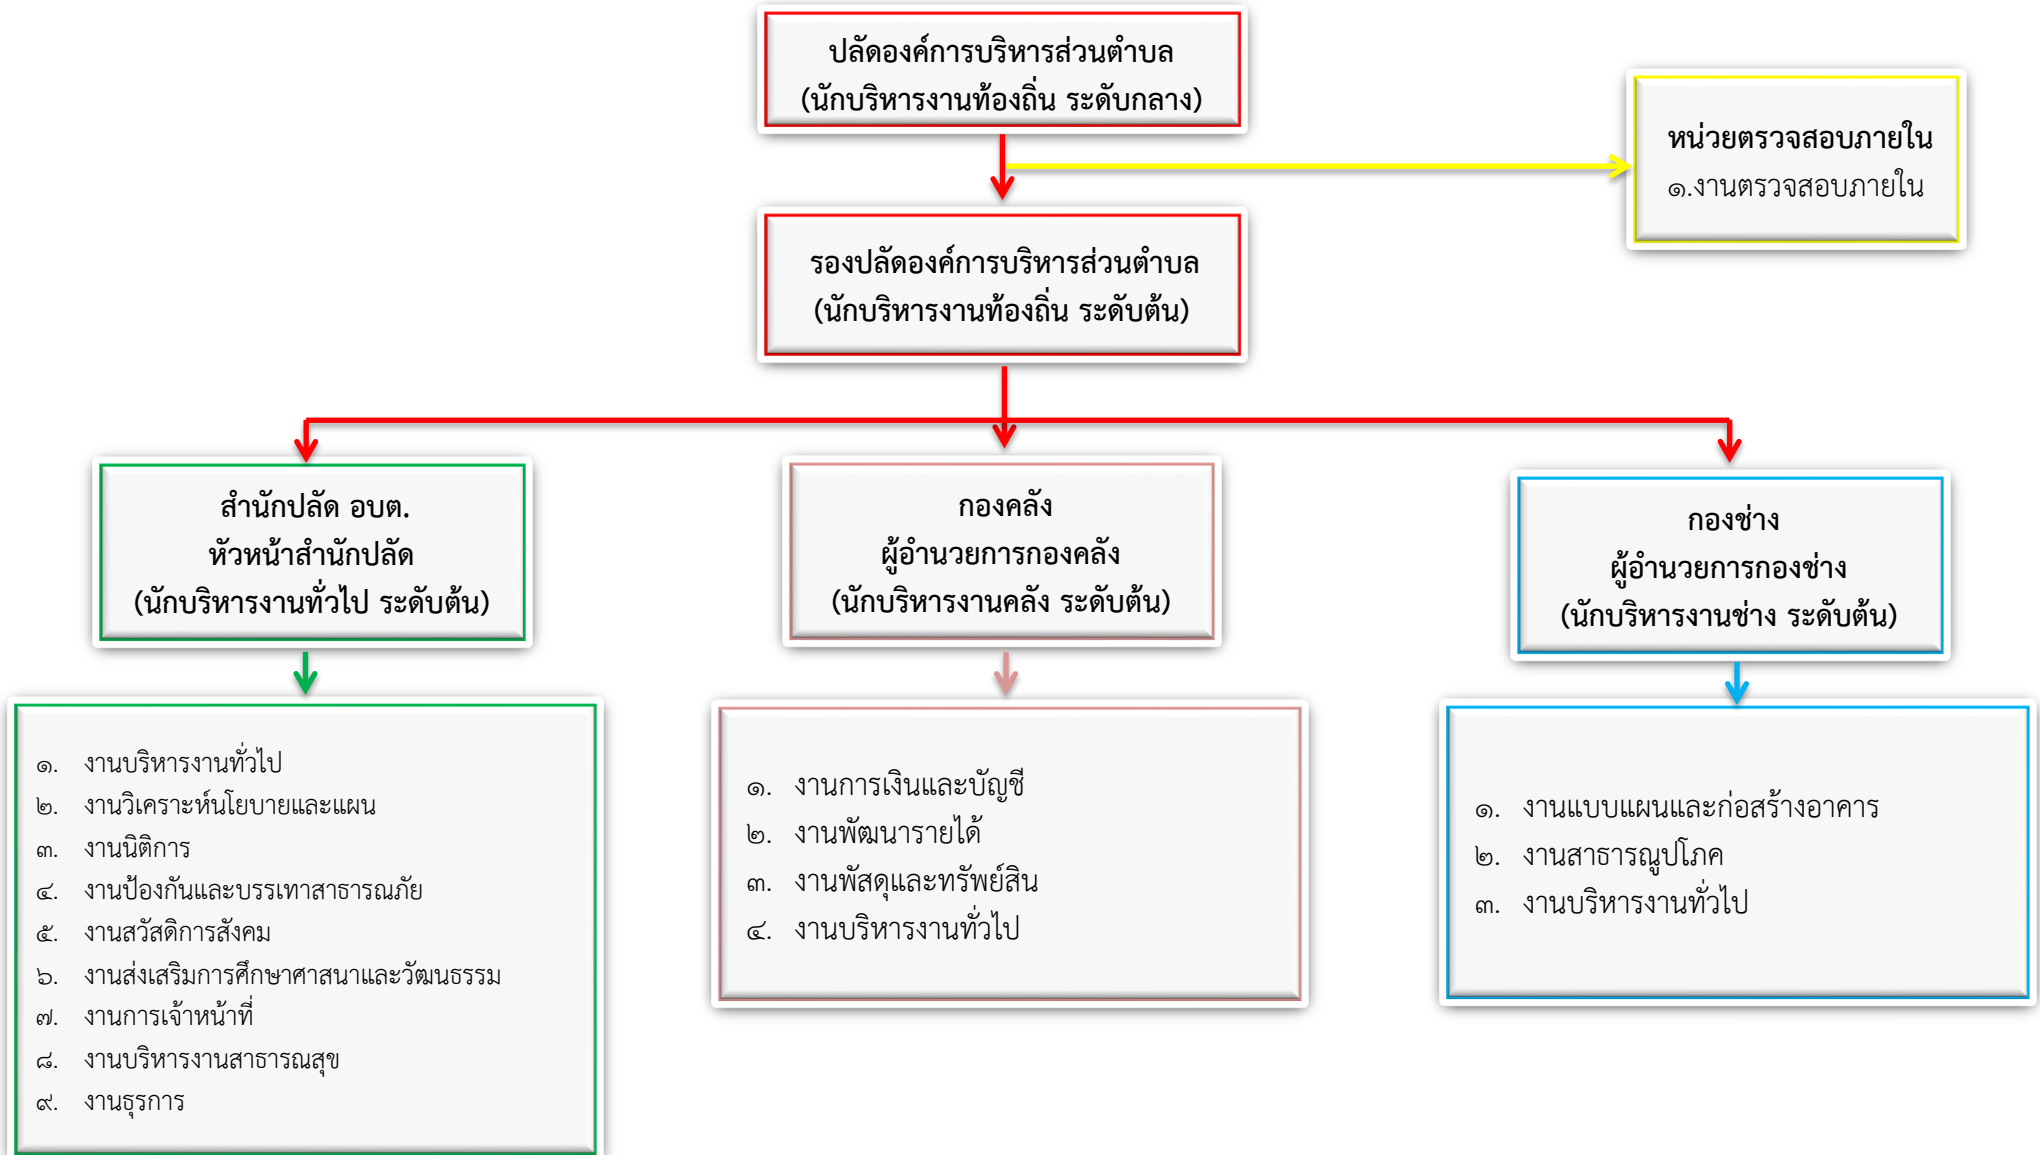 ปลัดองค์การบริหารส่วนตำบล
(นักบริหารงานท้องถิ่น ระดับกลาง)
หน่วยตรวจสอบภายใน
๑.งานตรวจสอบภายใน
รองปลัดองค์การบริหารส่วนตำบล
(นักบริหารงานท้องถิ่น ระดับต้น)
สำนักปลัด อบต.
หัวหน้าสำนักปลัด
(นักบริหารงานทั่วไป ระดับต้น)
กองคลัง
ผู้อำนวยการกองคลัง
(นักบริหารงานคลัง ระดับต้น)
กองช่าง
ผู้อำนวยการกองช่าง
(นักบริหารงานช่าง ระดับต้น)
๑. งานบริหารงานทั่วไป
๒. งานวิเคราะห์นโยบายและแผน
๓. งานนิติการ
๔. งานป้องกันและบรรเทาสาธารณภัย
๕. งานสวัสดิการสังคม
๖. งานส่งเสริมการศึกษาศาสนาและวัฒนธรรม
๗. งานการเจ้าหน้าที่
๘. งานบริหารงานสาธารณสุข
๙. งานธุรการ
๑. งานการเงินและบัญชี
๒. งานพัฒนารายได้
๓. งานพัสดุและทรัพย์สิน
๔. งานบริหารงานทั่วไป
๑. งานแบบแผนและก่อสร้างอาคาร
๒. งานสาธารณูปโภค
๓. งานบริหารงานทั่วไป